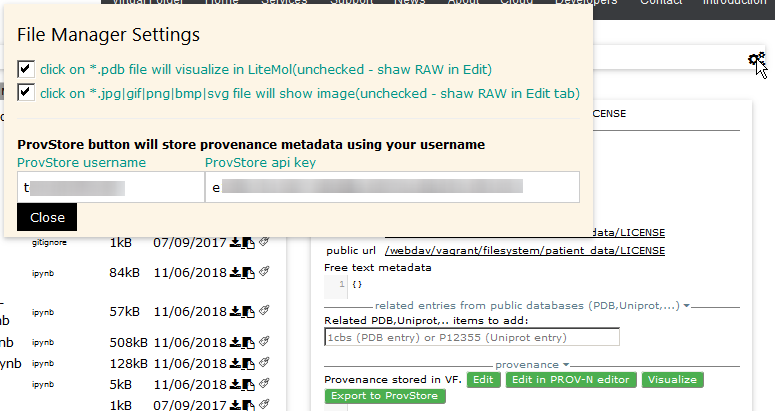 Virtual Folder Home Services Support News About Cloud Developers Contact Introduction
File Manager Settings
click on *.pdb file will visualize in LiteMol(unchecked - shaw RAW in Edit)
click on *.jpg|gif|png|bmp|svg file will show image(unchecked - shaw RAW in Edit tab)
LICENSE
ProvStore button will store provenance metadata using your username
ProvStore username ProvStore api key
t e
Close
data/LICENSE
gitignore 1kB 07/09/2017
public url /webdav/vagrant/filesystem/patient_data/LICENSE
Free text metadata
ipynb 84kB 11/06/2018
1 {}
related entries from public databases (PDB,Uniprot,...)
ipynb 57kB 11/06/2018
nb
Related PDB,Uniprot,.. items to add:
1cbs (PDB entry) or P12355 (Uniprot entry)
nb ipynb 508kB 11/06/2018
ynb ipynb 128kB 11/06/2018
provenance
ipynb 5kB 11/06/2018
Provenance stored in VF. Edit Edit in PROV-N editor Visualize
Export to ProvStore
1kB 07/09/2017
1 {}